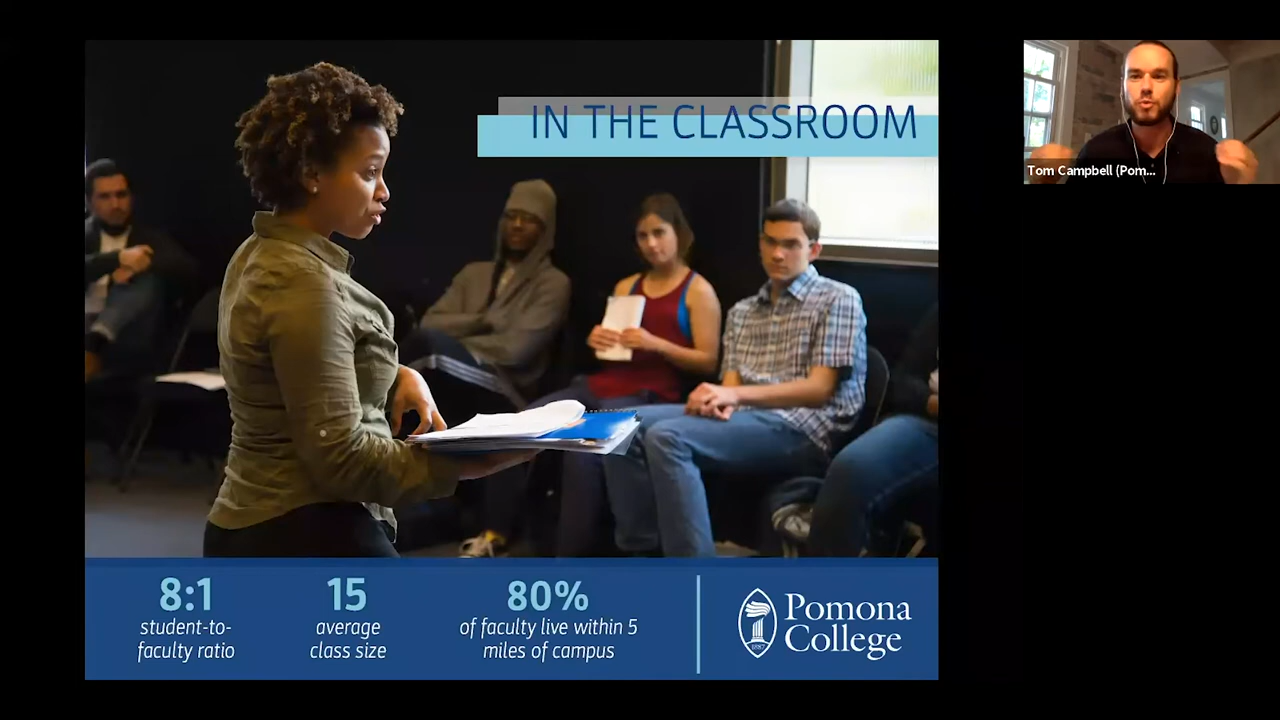 IN THE CLASSROOM
Tom Campbell (Pom...
8:1
student-to-
faculty ratio
15
average
class size
80%
of faculty live within 5
miles of campus
1887
Pomona
College